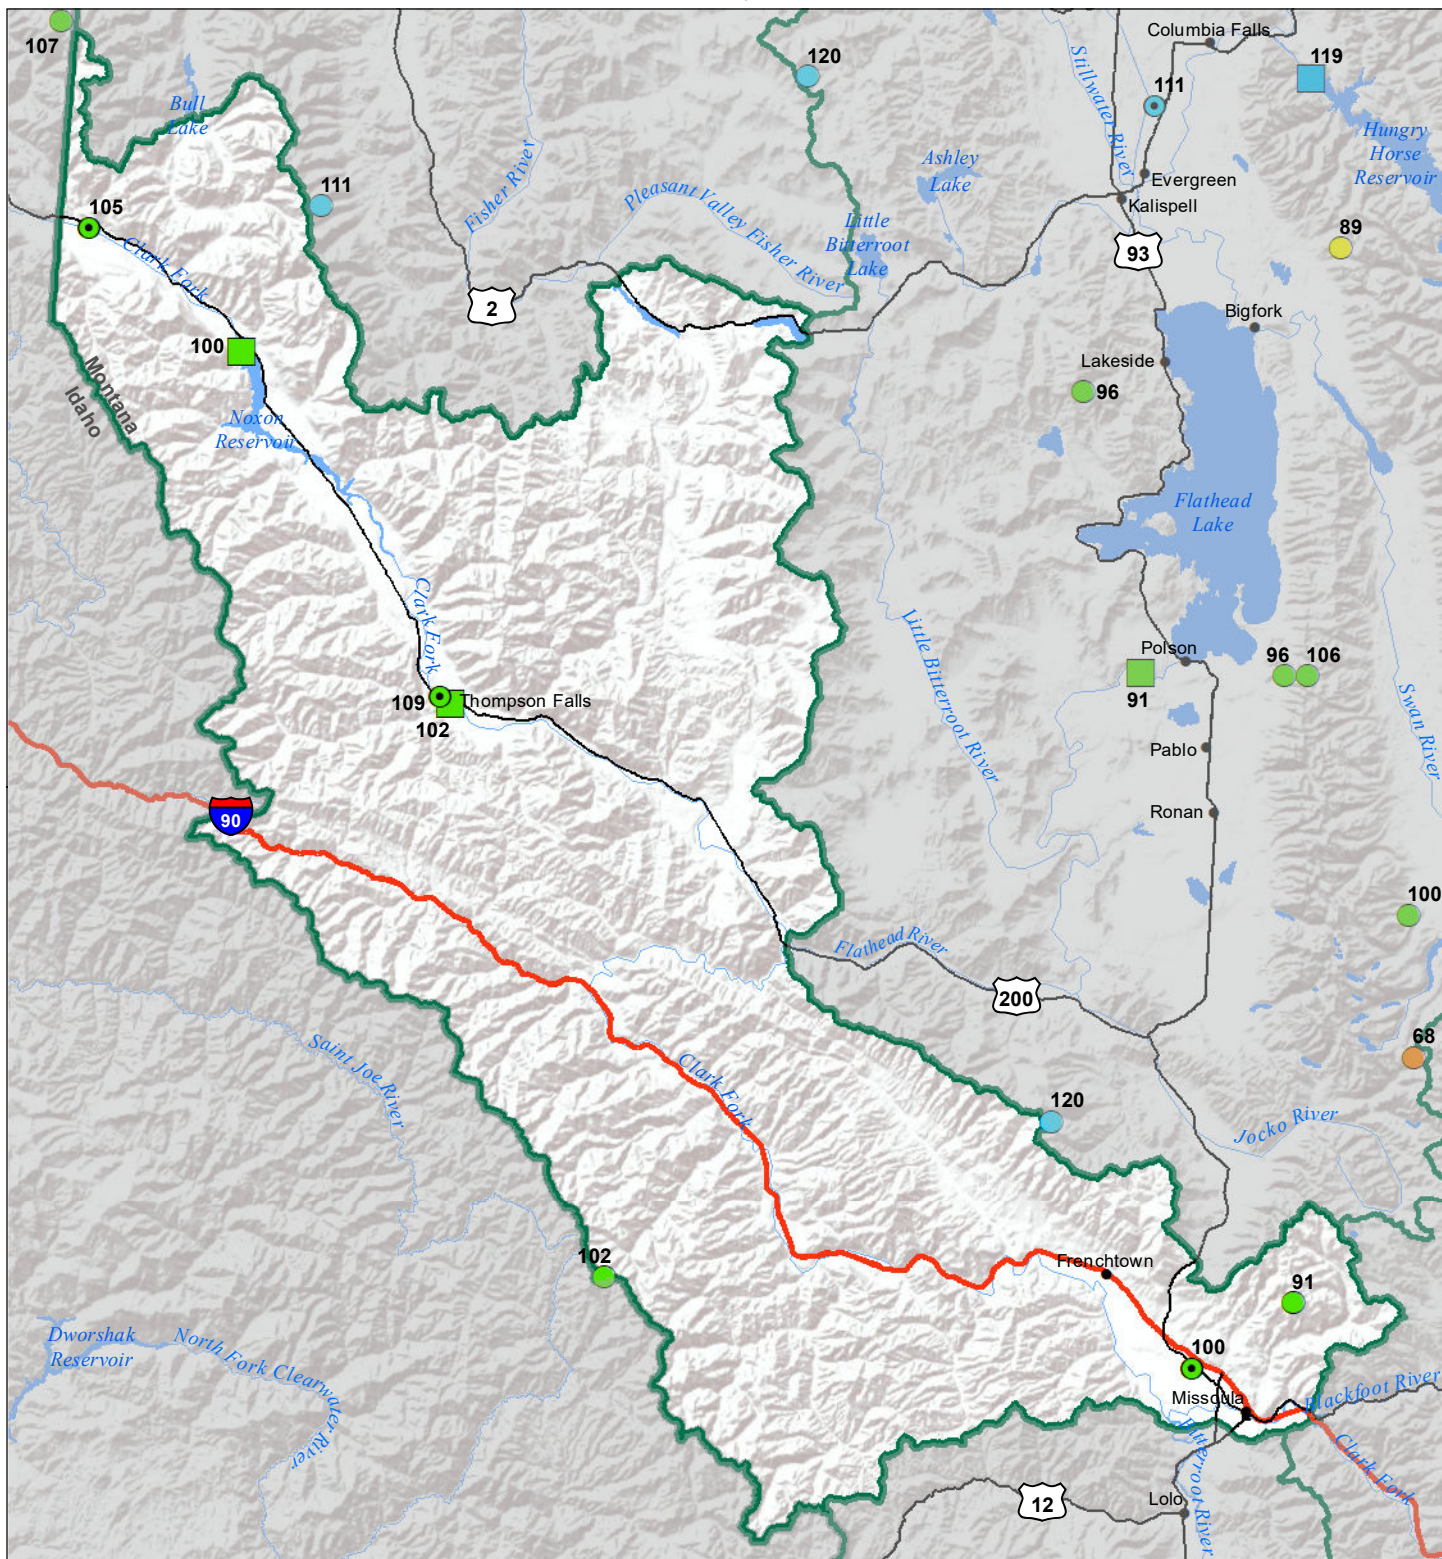 Columbia Falls
107
120
119
Stillwater River
111
Bull
Lake
Hungry
Horse
Reservoir
Fisher River
Ashley
Lake
Evergreen
111
Pleasant Valley Fisher River
Kalispell
105
Little
Bitterroot
Lake
89
93
Clark Fork
2
Bigfork
100
Lakeside
Montana
Idaho
96
Noxon
Reservoir
Flathead
Lake
Clark Fork
Little Bitterroot River
Polson
96
106
109
Thompson Falls
91
102
Swan River
Pablo
90
Ronan
100
Flathead River
200
Saint Joe River
68
Clark Fork
120
Jocko River
102
Frenchtown
91
Dworshak
Reservoir
North Fork Clearwater
River
100
Missoula
Blackfoot River
Bitterroot River
Clark Fork
12
Lolo